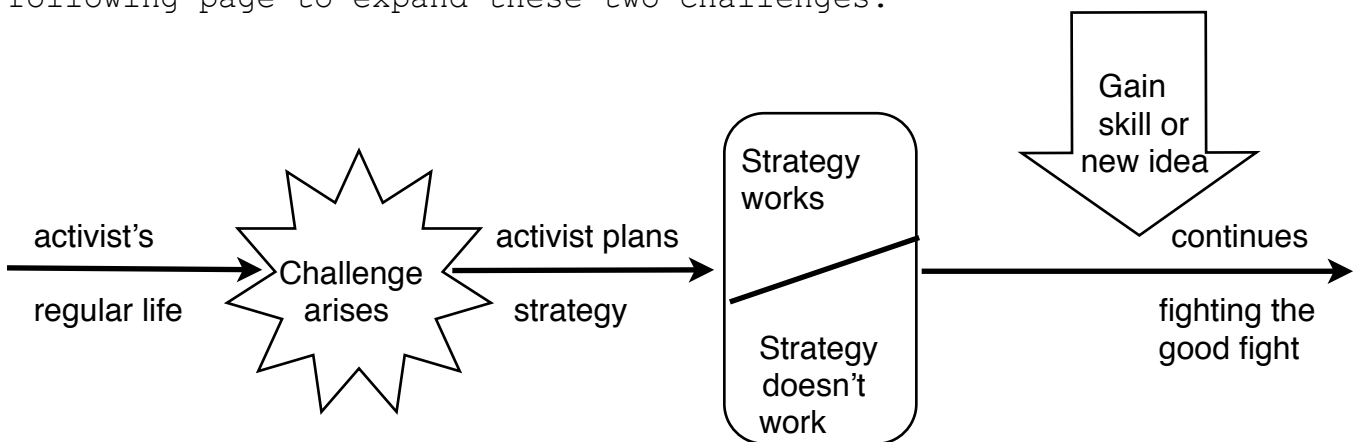 following page to expand these two challenges:
activist's
regular life
Challenge
arises
activist plans
strategy
Strategy
works
Strategy
doesn't
work
Gain
skill or
new idea
continues
fighting the
good fight